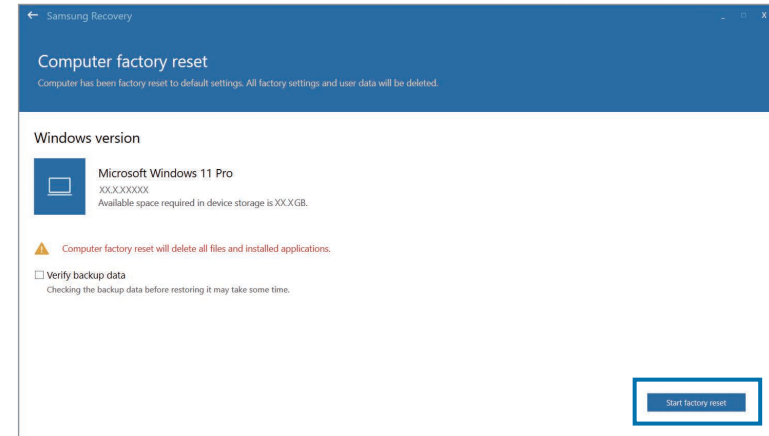 Samsung Recovery
Computer factory reset
Computer has been factory reset to default settings. All factory settings and user data will be deleted.
Windows version
Microsoft Windows 11 Pro
XX.X.XXXXX
Available space required in device storage is XX.X GB.
Computer factory reset will delete all files and installed applications.
Verify backup data
Checking the backup data before restoring it may take some time.
Start factory reset